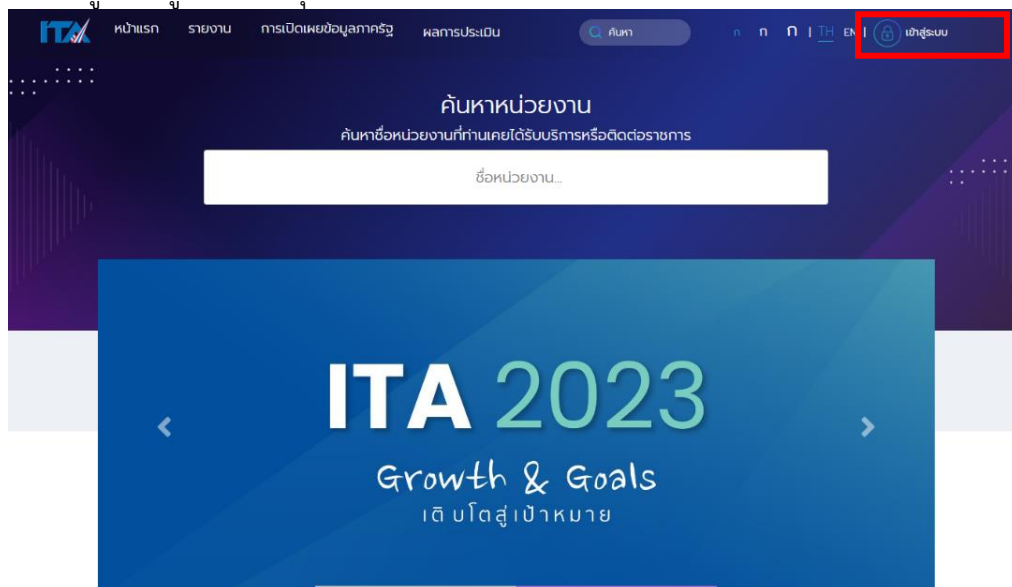 ITA หน้าแรก รายงาน การเปิดเผยข้อมูลภาครัฐ ผลการประเมิน ค้นหา ก ก ก | TH EN | เข้าสู่ระบบ
ค้นหาหน่วยงาน
ค้นหาชื่อหน่วยงานที่ท่านเคยได้รับบริการหรือติดต่อราชการ
ชื่อหน่วยงาน...
ITA 2023
Growth & Goals
เติบโตสู่เป้าหมาย